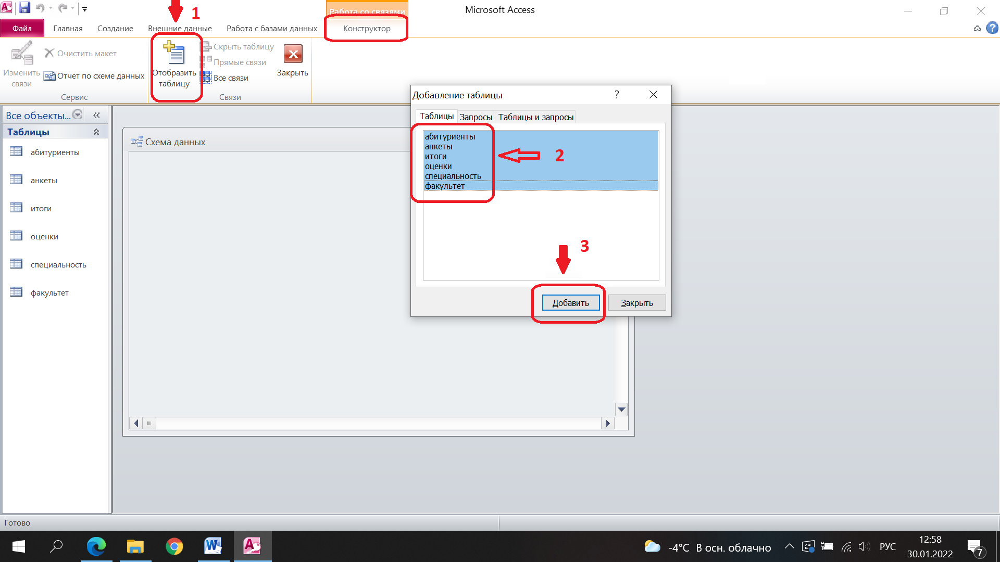 1
Работа со связями
Microsoft Access
Файл
Главная
Создание
Внешние данные
Работа с базами данных
Конструктор
Изменить
связи
Очистить макет
Отчет по схеме данных
Сервис
Отобразить
таблицу
Скрыть таблицу
Прямые связи
Все связи
Связи
Закрыть
Все объекты...
Таблицы
абитуриенты
анкеты
итоги
оценки
специальность
факультет
Схема данных
Добавление таблицы
?
Таблицы
Запросы
Таблицы и запросы
абитуриенты
анкеты
итоги
оценки
специальность
факультет
2
3
Добавить
Закрыть
Готово
-4°C В осн. облачно
РУС
12:58
30.01.2022
7